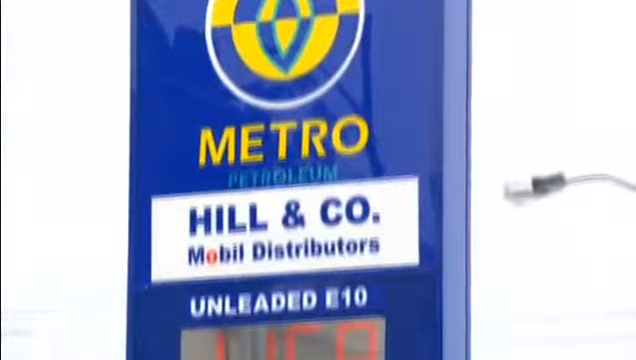 METRO
PETROLEUM
HILL & CO.
Mobil Distributors
UNLEADED E10